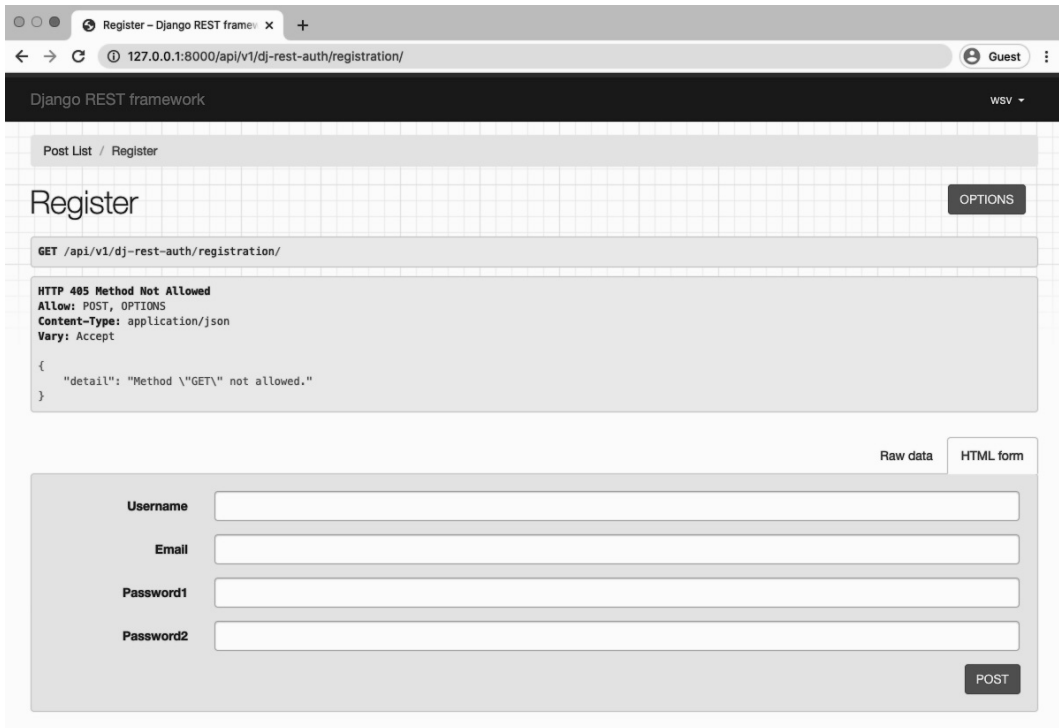 Register – Django REST framew
127.0.0.1:8000/api/v1/dj-rest-auth/registration/
Guest
Django REST framework
wsv
Post List / Register
Register
OPTIONS
GET /api/v1/dj-rest-auth/registration/
HTTP 405 Method Not Allowed
Allow: POST, OPTIONS
Content-Type: application/json
Vary: Accept
{
    "detail": "Method \"GET\" not allowed."
}
Raw data
HTML form
Username
Email
Password1
Password2
POST